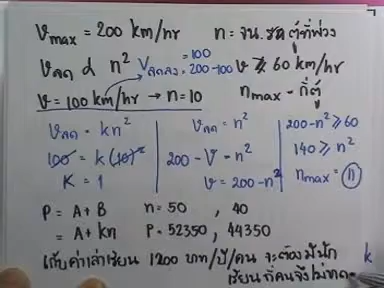 Vmax = 200 km/hr   n = จน. รถตู้ที่พ่วง
Vลด α n²   Vลดลง = 200-100 = 100   V ≥ 60 km/hr
V = 100 km/hr → n = 10   nmax = กี่ตู้
Vลด = kn²   Vลด = n²   200-n² ≥ 60
100 = k(10)²   200 - V = n²   140 ≥ n²
K = 1   V = 200-n²   nmax = 11
P = A + B   n = 50 , 40
= A + kn   P = 52350, 44350
เก็บค่าเล่าเรียน 1200 บาท/ปี/คน จะต้องมีนัก k
เรียนกี่คนจึงไม่ขาด